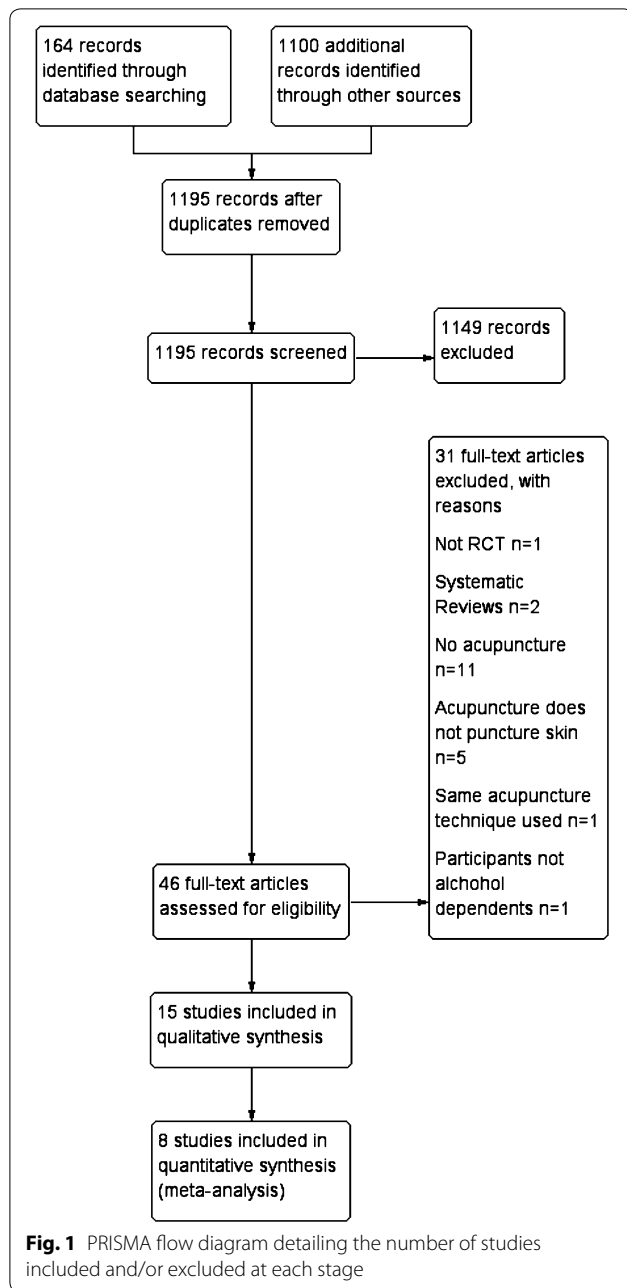 164 records
identified through
database searching
1100 additional
records identified
through other sources
1195 records after
duplicates removed
1195 records screened
1149 records
excluded
31 full-text articles
excluded, with
reasons
Not RCT n=1
Systematic
Reviews n=2
No acupuncture
n=11
Acupuncture does
not puncture skin
n=5
Same acupuncture
technique used n=1
Participants not
alchohol
dependents n=1
46 full-text articles
assessed for eligibility
15 studies included in
qualitative synthesis
8 studies included in
quantitative synthesis
(meta-analysis)
Fig. 1 PRISMA flow diagram detailing the number of studies
included and/or excluded at each stage